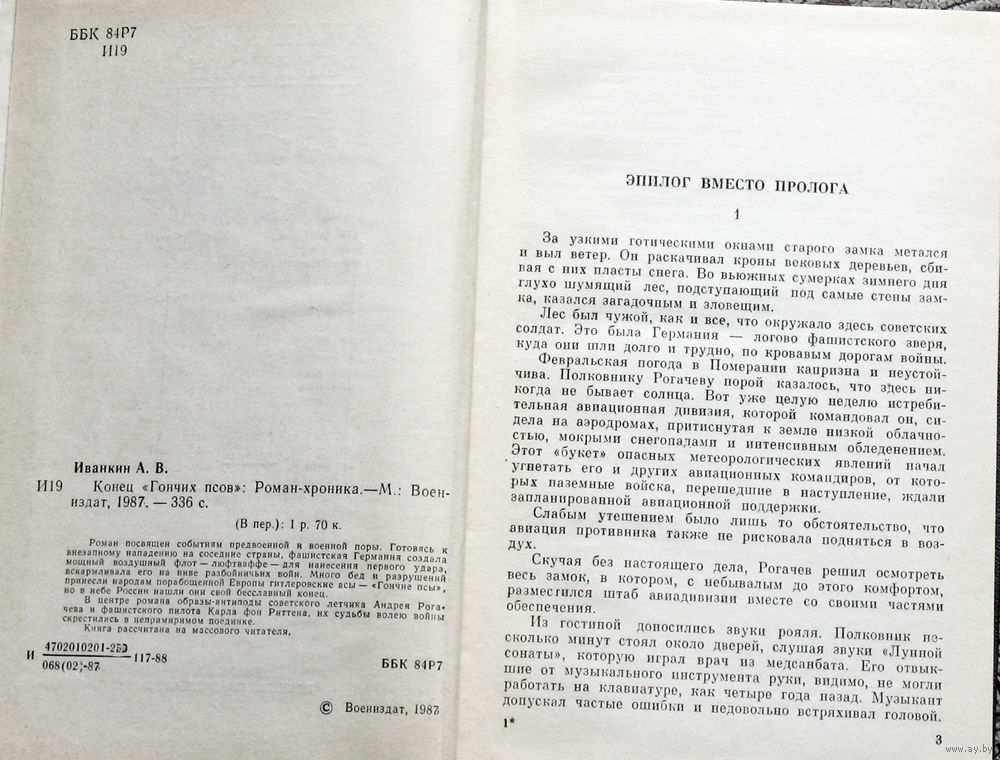 ББК 84Р7
И19
Иванкин А. В.
И19 Конец «Гончих псов»: Роман-хроника.—М.: Воен-
издат, 1987. — 336 с.
(В пер.): 1 р. 70 к.
Роман посвящен событиям предвоенной и военной поры. Готовясь к
внезапному нападению на соседние страны, фашистская Германия создала
мощный воздушный флот — люфтваффе — для нанесения первого удара,
вскармливала его на ниве разбойничьих войн. Много бед и разрушений
принесли народам порабощенной Европы гитлеровские асы — «Гончие псы»,
но в небе России нашли они свой бесславный конец.
В центре романа образы-антиподы советского летчика Андрея Рога-
чева и фашистского пилота Карла фон Риттена, их судьбы волею войны
скрестились в непримиримом поединке.
Книга рассчитана на массового читателя.
И 4702010201-250
068(02)-87 117-88
ББК 84Р7
© Воениздат, 1987
ЭПИЛОГ ВМЕСТО ПРОЛОГА
1
За узкими готическими окнами старого замка метался
и выл ветер. Он раскачивал кроны вековых деревьев, сби-
вая с них пласты снега. Во вьюжных сумерках зимнего дня
глухо шумящий лес, подступающий под самые стены зам-
ка, казался загадочным и зловещим.
Лес был чужой, как и все, что окружало здесь советских
солдат. Это была Германия — логово фашистского зверя,
куда они шли долго и трудно, по кровавым дорогам войны.
Февральская погода в Померании капризна и неустой-
чива. Полковнику Рогачеву порой казалось, что здесь ни-
когда не бывает солнца. Вот уже целую неделю истреби-
тельная авиационная дивизия, которой командовал он, си-
дела на аэродромах, притиснутая к земле низкой облачно-
стью, мокрыми снегопадами и интенсивным обледенением.
Этот «букет» опасных метеорологических явлений начал
угнетать его и других авиационных командиров, от кото-
рых наземные войска, перешедшие в наступление, ждали
запланированной авиационной поддержки.
Слабым утешением было лишь то обстоятельство, что
авиация противника также не рисковала подняться в воз-
дух.
Скучая без настоящего дела, Рогачев решил осмотреть
весь замок, в котором, с небывалым до этого комфортом,
разместился штаб авиадивизии вместе со своими частями
обеспечения.
Из гостиной доносились звуки рояля. Полковник не-
сколько минут стоял около дверей, слушая звуки «Лунной
сонаты», которую играл врач из медсанбата. Его отвык-
шие от музыкального инструмента руки, видимо, не могли
работать на клавиатуре, как четыре года назад. Музыкант
допускал частые ошибки и недовольно встряхивал головой.
1*
3
www.ay.by